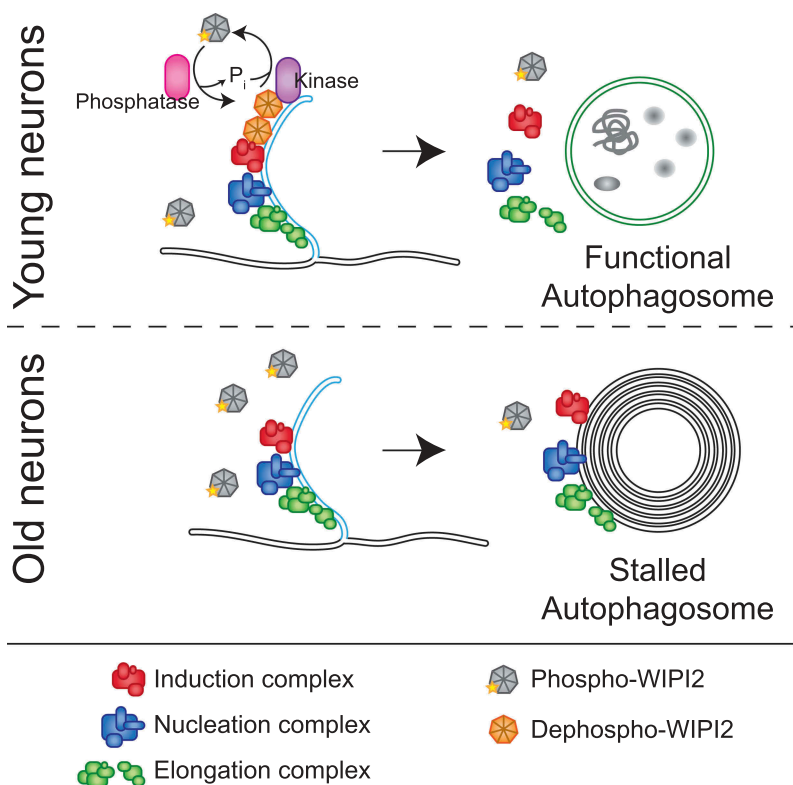 Young neurons
Phosphatase
Pi
Kinase
Functional
Autophagosome
Old neurons
Stalled
Autophagosome
Induction complex
Nucleation complex
Elongation complex
Phospho-WIPI2
Dephospho-WIPI2